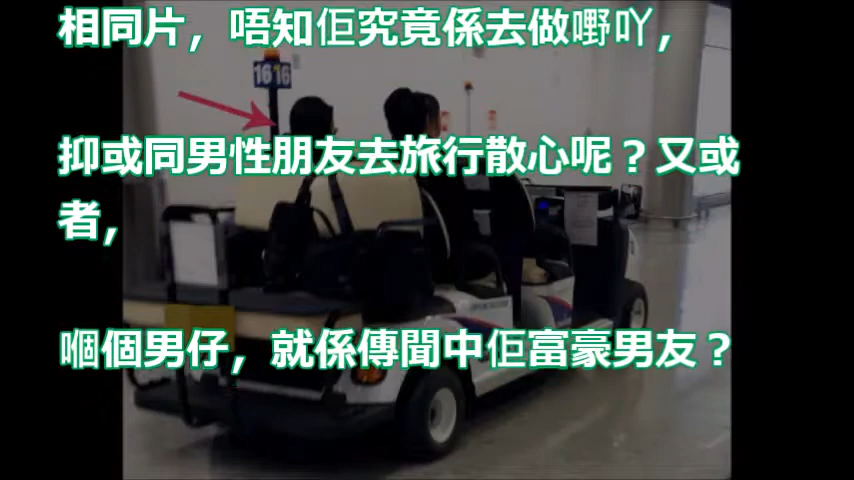 相同片，唔知佢究竟係去做嘢吖，
16 16
抑或同男性朋友去旅行散心呢？又或
者，
嗰個男仔，就係傳聞中佢富豪男友？